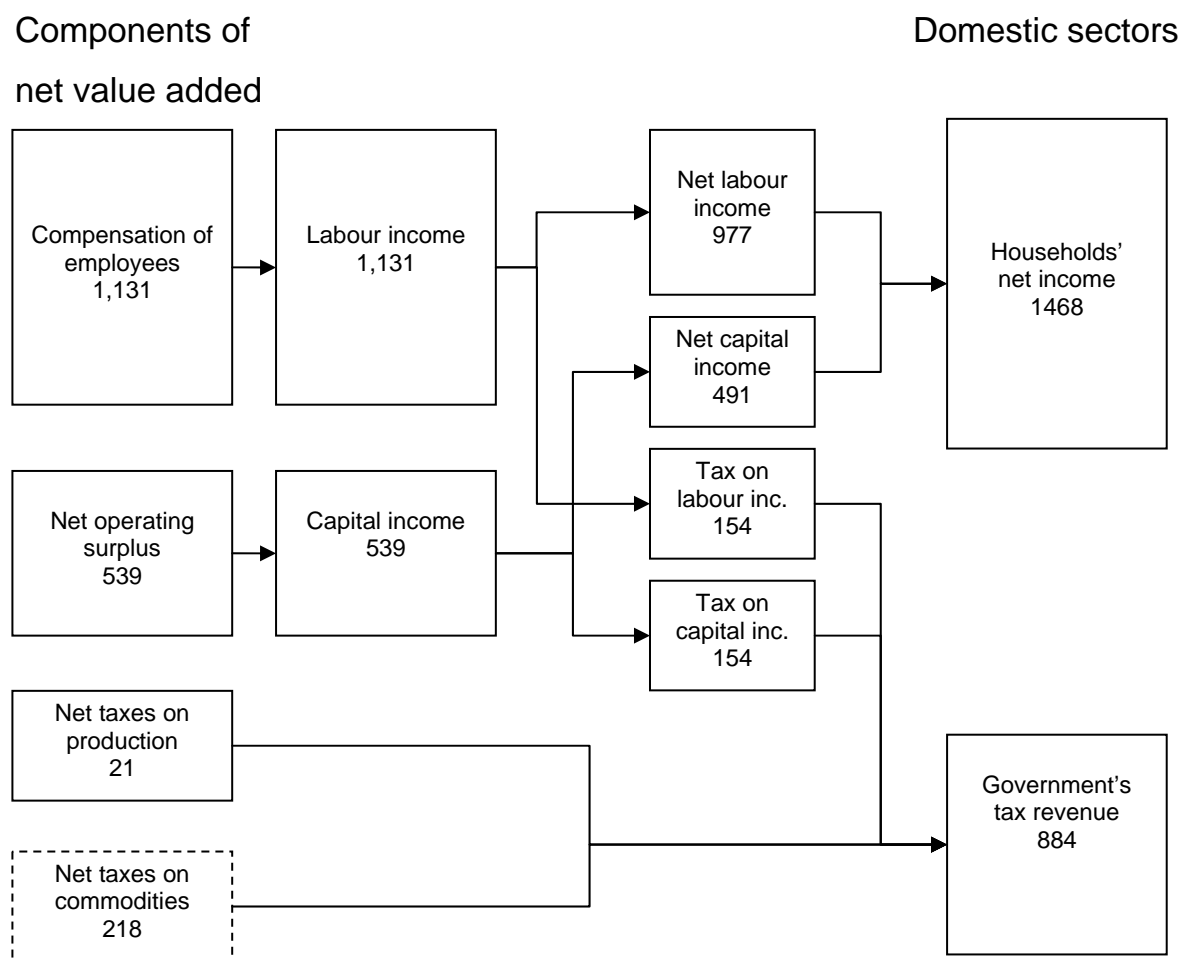 Components of
net value added
Domestic sectors
Compensation of
employees
1,131
Labour income
1,131
Net labour
income
977
Households’
net income
1468
Net capital
income
491
Net operating
surplus
539
Capital income
539
Tax on
labour inc.
154
Tax on
capital inc.
154
Net taxes on
production
21
Government’s
tax revenue
884
Net taxes on
commodities
218